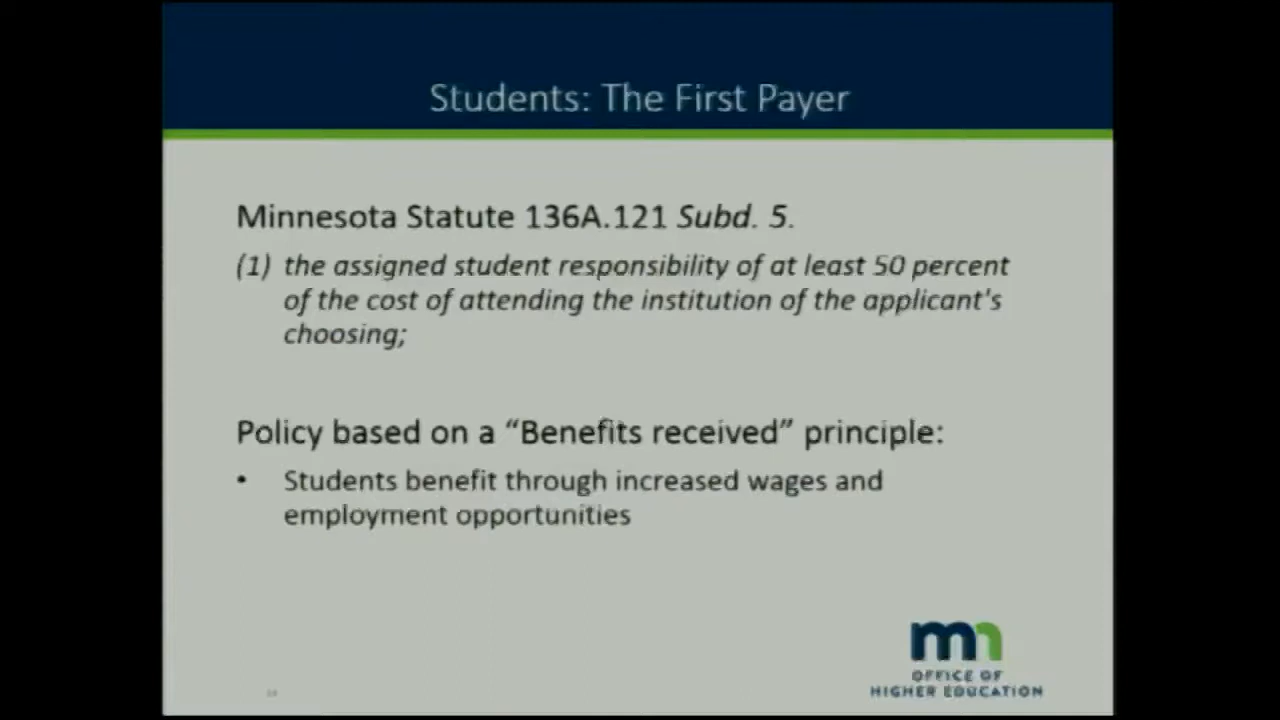 Students: The First Payer
Minnesota Statute 136A.121 Subd. 5.
(1) the assigned student responsibility of at least 50 percent
of the cost of attending the institution of the applicant's
choosing;
Policy based on a “Benefits received” principle:
• Students benefit through increased wages and
employment opportunities
mn
OFFICE OF
HIGHER EDUCATION